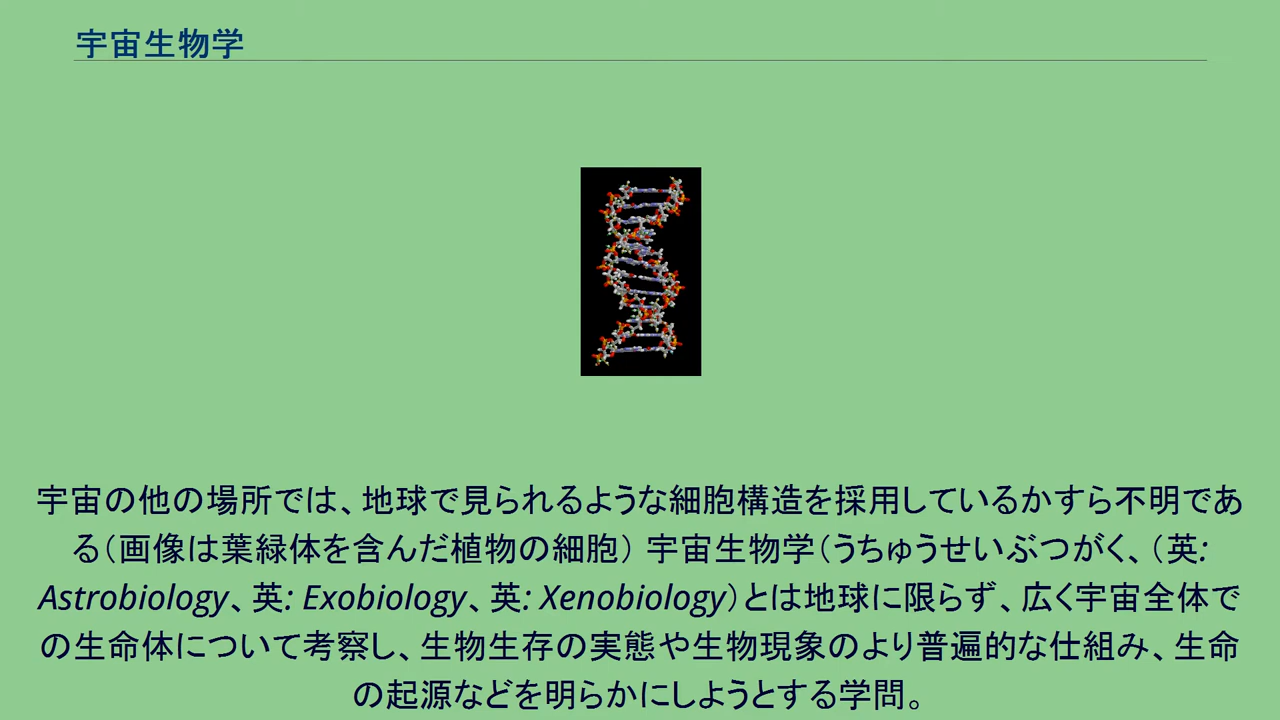 宇宙生物学
宇宙の他の場所では、地球で見られるような細胞構造を採用しているかすら不明であ
る（画像は葉緑体を含んだ植物の細胞） 宇宙生物学（うちゅうせいぶつがく、（英:
Astrobiology、英: Exobiology、英: Xenobiology）とは地球に限らず、広く宇宙全体で
の生命体について考察し、生物生存の実態や生物現象のより普遍的な仕組み、生命
の起源などを明らかにしようとする学問。